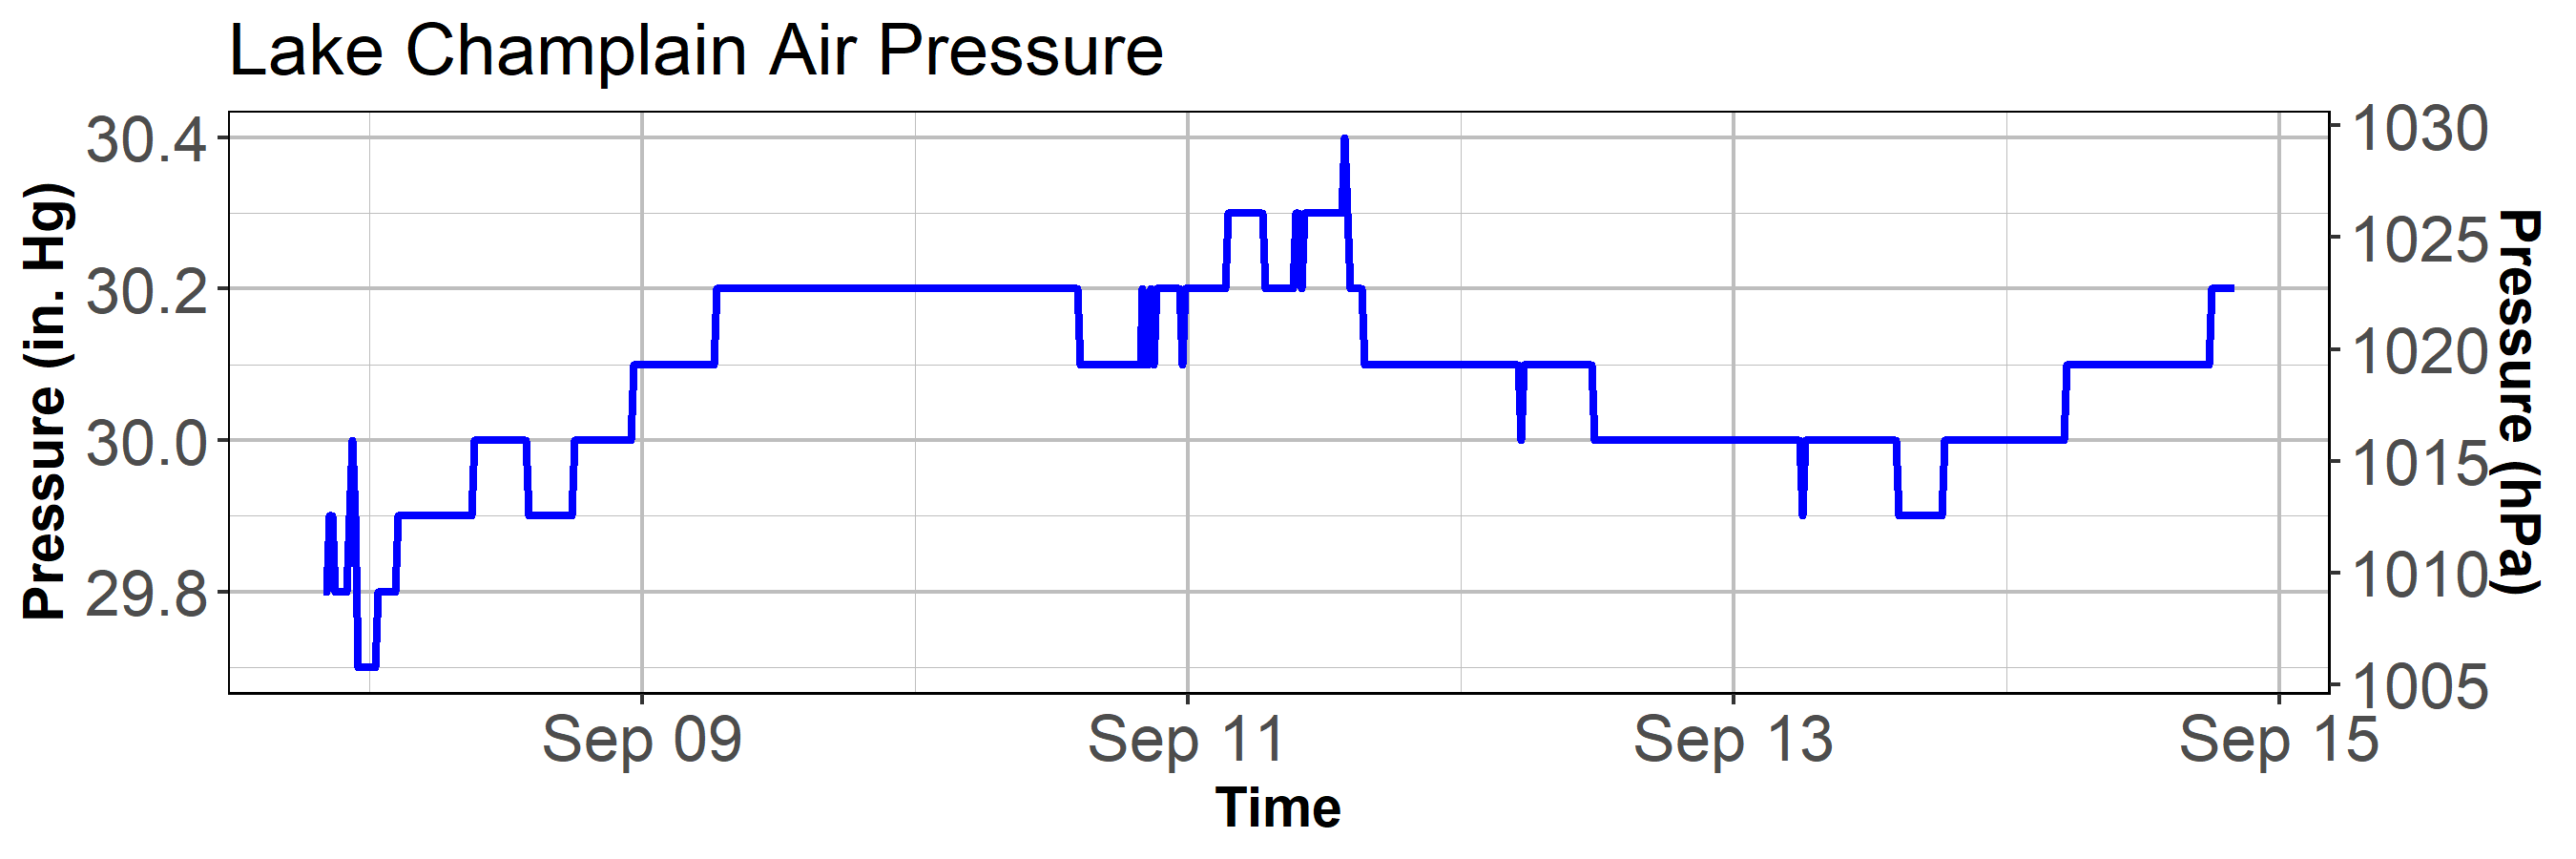 Lake Champlain Air Pressure
Pressure (in. Hg)
30.4
30.2
30.0
29.8
1030
1025
1020
1015
1010
1005
Pressure (hPa)
Sep 09 Sep 11 Sep 13 Sep 15
Time